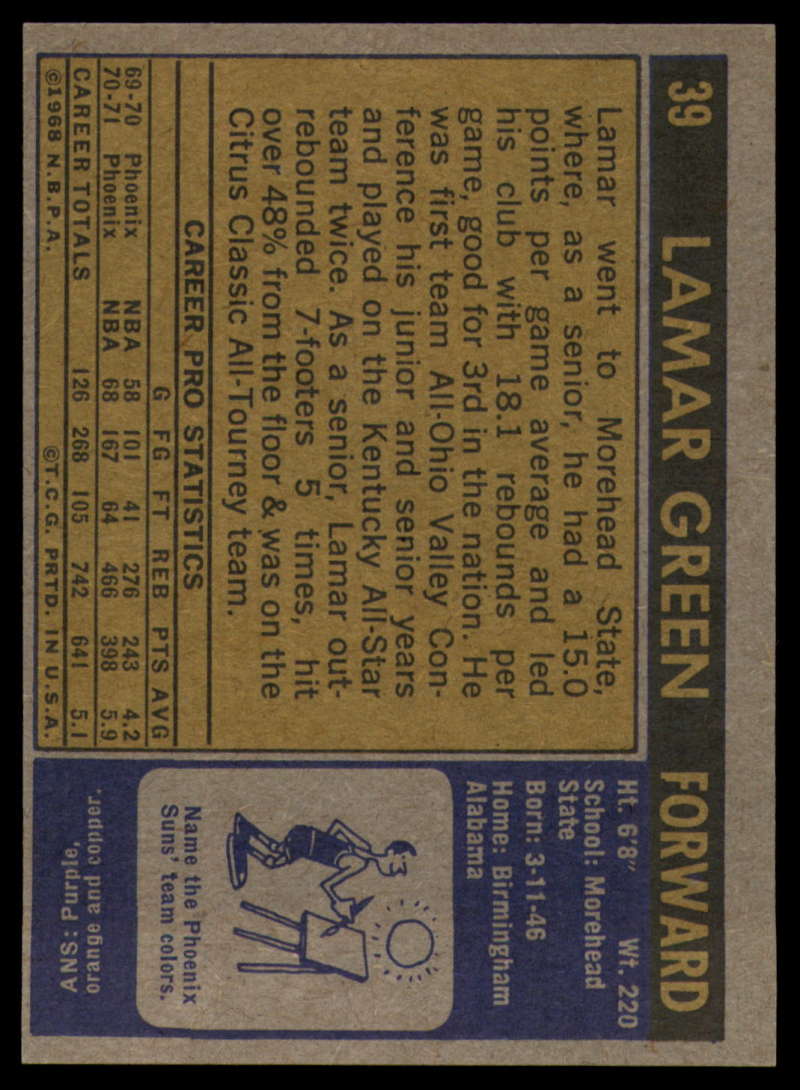 39 LAMAR GREEN FORWARD
Lamar went to Morehead State,
where, as a senior, he had a 15.0
points per game average and led
his club with 18.1 rebounds per
game, good for 3rd in the nation. He
was first team All-Ohio Valley Con-
ference his junior and senior years
and played on the Kentucky All-Star
team twice. As a senior, Lamar out-
rebounded 7-footers 5 times, hit
over 48% from the floor & was on the
Citrus Classic All-Tourney team.
CAREER PRO STATISTICS
G FG FT REB PTS AVG
69-70 Phoenix NBA 58 101 41 276 243 4.2
70-71 Phoenix NBA 68 167 64 466 398 5.9
CAREER TOTALS 126 268 105 742 641 5.1
©1968 N.B.P.A. ©T.C.G. PRTD. IN U.S.A.
Ht. 6'8" Wt. 220
School: Morehead
State
Born: 3-11-46
Home: Birmingham
Alabama
Name the Phoenix
Suns' team colors.
ANS: Purple,
orange and copper.